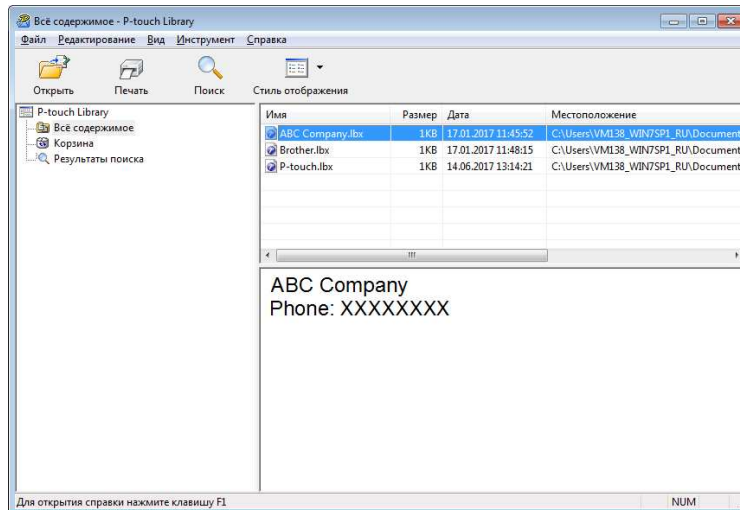 Всё содержимое - P-touch Library
Файл Редактирование Вид Инструмент Справка
Открыть Печать Поиск Стиль отображения
P-touch Library
Всё содержимое
Корзина
Результаты поиска
Имя Размер Дата Местоположение
ABC Company.lbx 1KB 17.01.2017 11:45:52 C:\Users\VM138_WIN7SP1_RU\Document
Brother.lbx 1KB 17.01.2017 11:48:15 C:\Users\VM138_WIN7SP1_RU\Document
P-touch.lbx 1KB 14.06.2017 13:14:21 C:\Users\VM138_WIN7SP1_RU\Document
ABC Company
Phone: XXXXXXXX
Для открытия справки нажмите клавишу F1 NUM